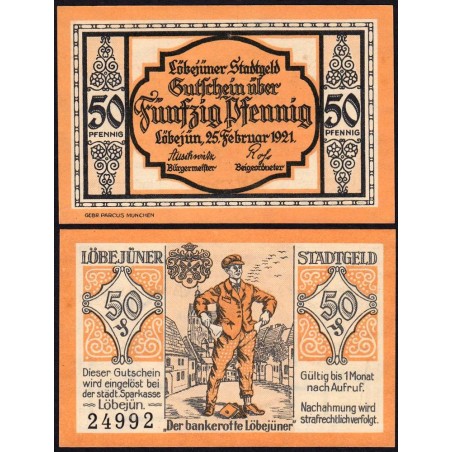 Löbejüner Stadtgeld
Gutschein über
Fünfzig Pfennig
Löbejün, 25. Februar 1921.
50
PFENNIG
50
PFENNIG
Bürgermeister
Beigeordneter
GEBR. PARCUS MÜNCHEN
LÖBEJÜNER
STADTGELD
50
50
Dieser Gutschein
wird eingelöst bei
der städt. Sparkasse
Löbejün.
24992
Gültig bis 1 Monat
nach Aufruf.
Nachahmung wird
strafrechtlich verfolgt.
„Der bankerotte Löbejüner"